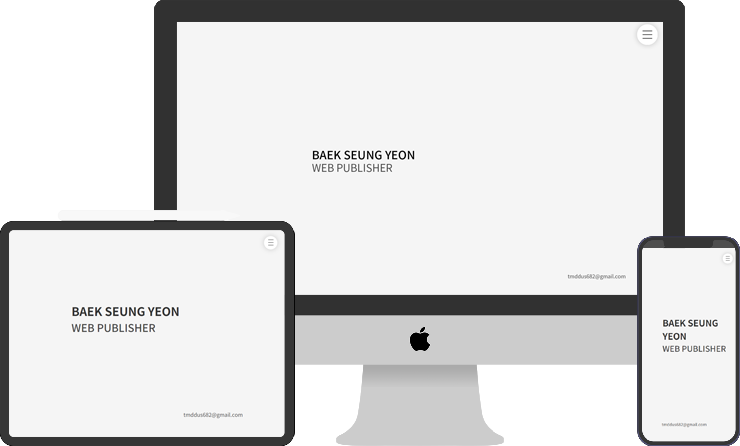 BAEK SEUNG YEON
WEB PUBLISHER
tmddus682@gmail.com
BAEK SEUNG YEON
WEB PUBLISHER
tmddus682@gmail.com
BAEK SEUNG
YEON
WEB PUBLISHER
tmddus682@gmail.com